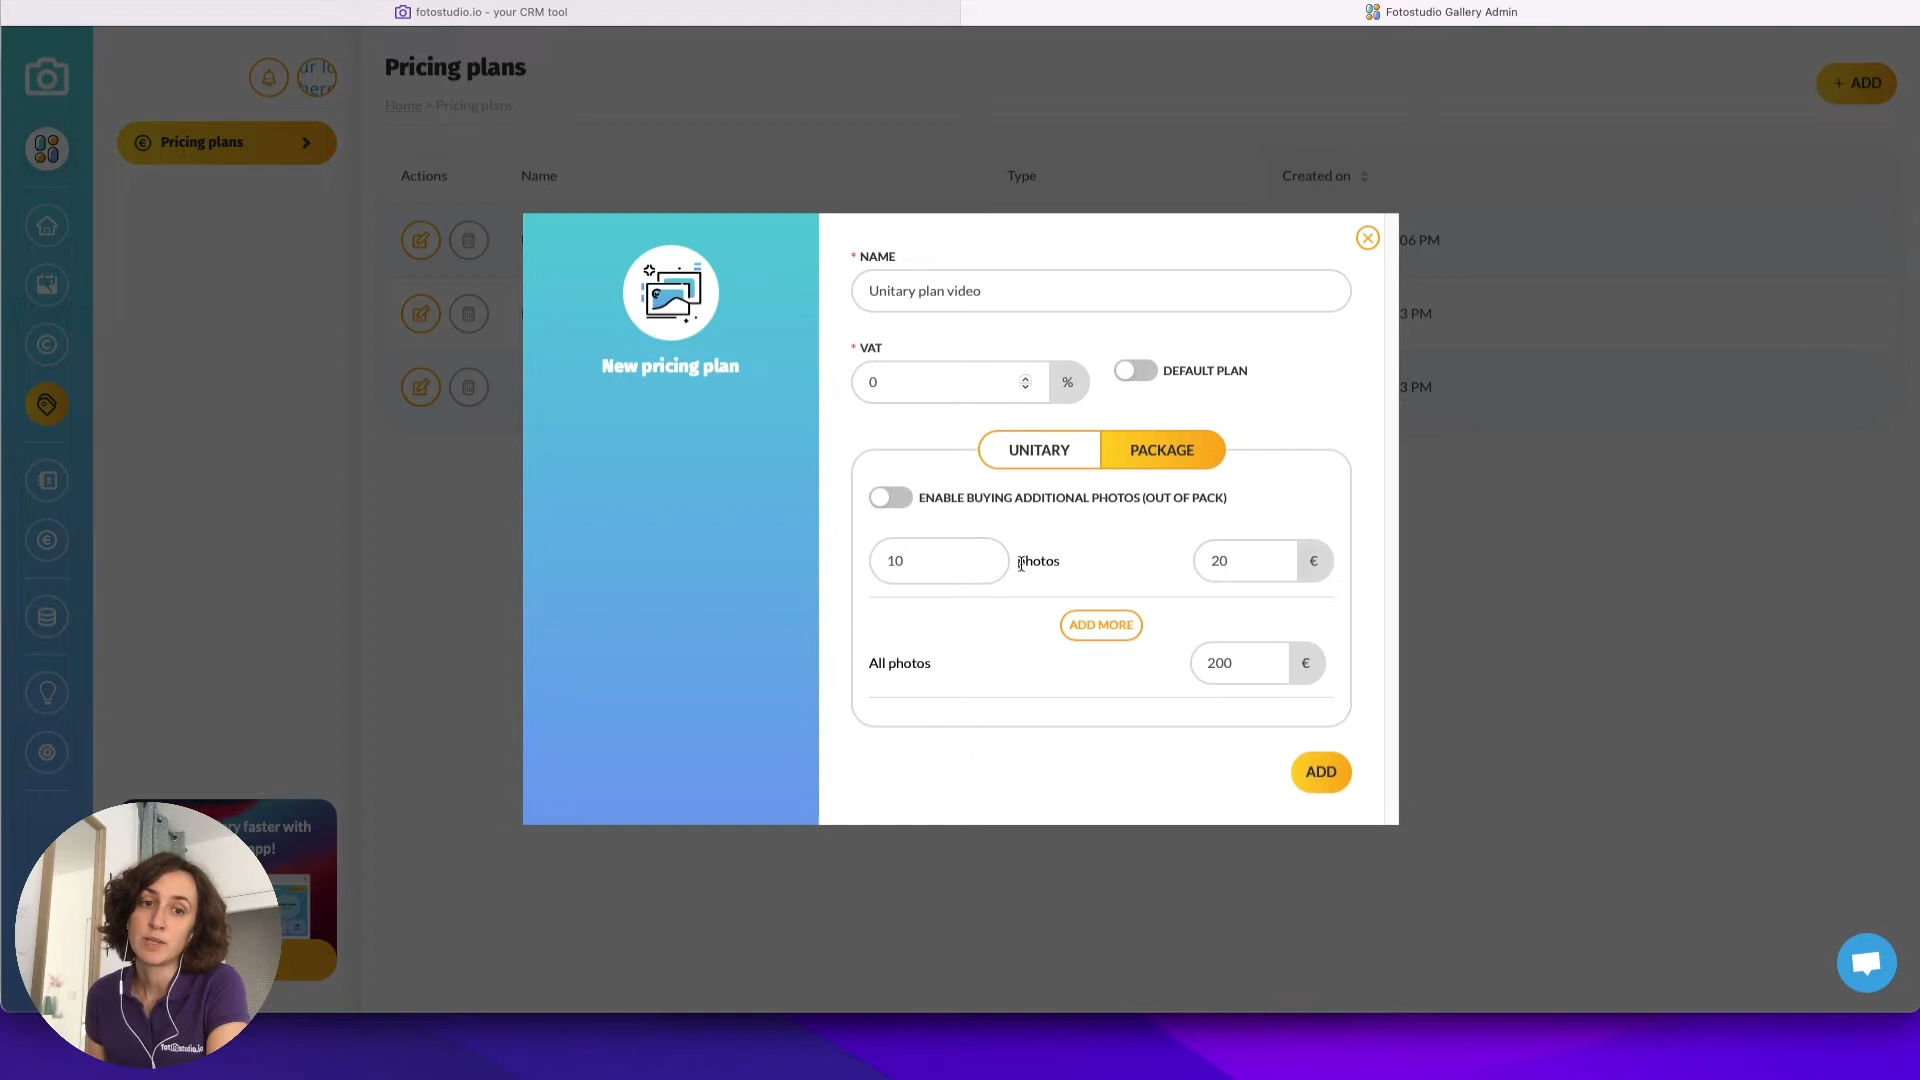 fotostudio.io - your CRM tool
Fotostudio Gallery Admin
Pricing plans
Home > Pricing plans
+ ADD
Pricing plans
Actions
Name
Type
Created on
06 PM
3 PM
3 PM
New pricing plan
* NAME
Unitary plan video
* VAT
0
%
DEFAULT PLAN
UNITARY
PACKAGE
ENABLE BUYING ADDITIONAL PHOTOS (OUT OF PACK)
10
photos
20
€
ADD MORE
All photos
200
€
ADD
faster with
fotostudio.io